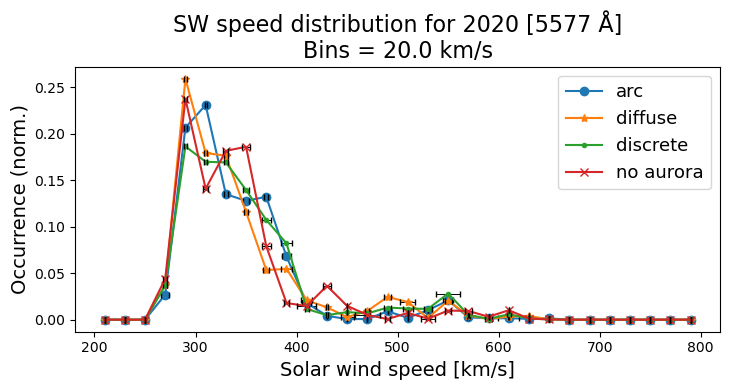 SW speed distribution for 2020 [5577 Å]
Bins = 20.0 km/s
Occurrence (norm.)
0.25
0.20
0.15
0.10
0.05
0.00
arc
diffuse
discrete
no aurora
200
300
400
500
600
700
800
Solar wind speed [km/s]